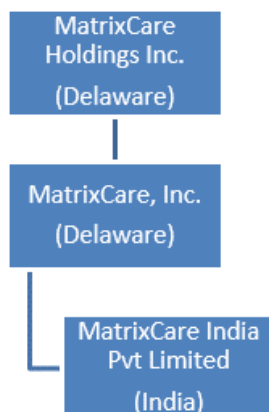 MatrixCare
Holdings Inc.
(Delaware)
MatrixCare, Inc.
(Delaware)
MatrixCare India
Pvt Limited
(India)